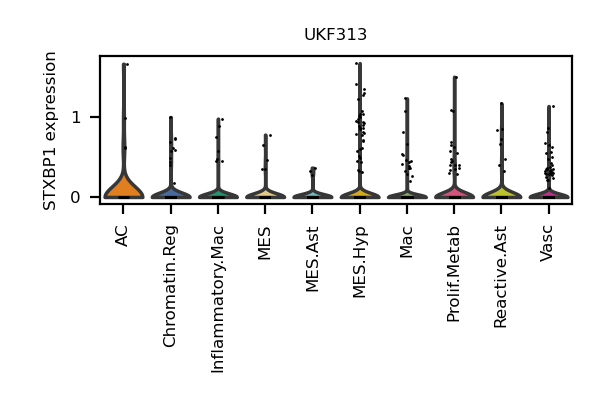 UKF313
STXBP1 expression
1
0
AC
Chromatin.Reg
Inflammatory.Mac
MES
MES.Ast
MES.Hyp
Mac
Prolif.Metab
Reactive.Ast
Vasc